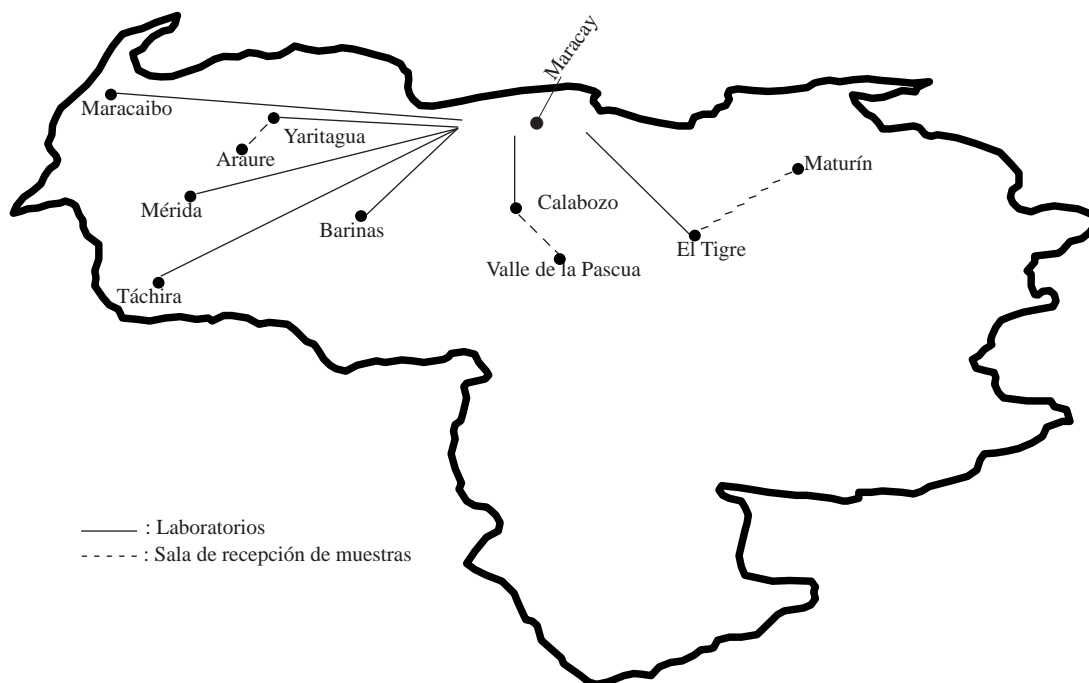 Maracay
Maracaibo
Yaritagua
Araure
Maturín
Mérida
Calabozo
Barinas
El Tigre
Valle de la Pascua
Táchira
: Laboratorios
: Sala de recepción de muestras